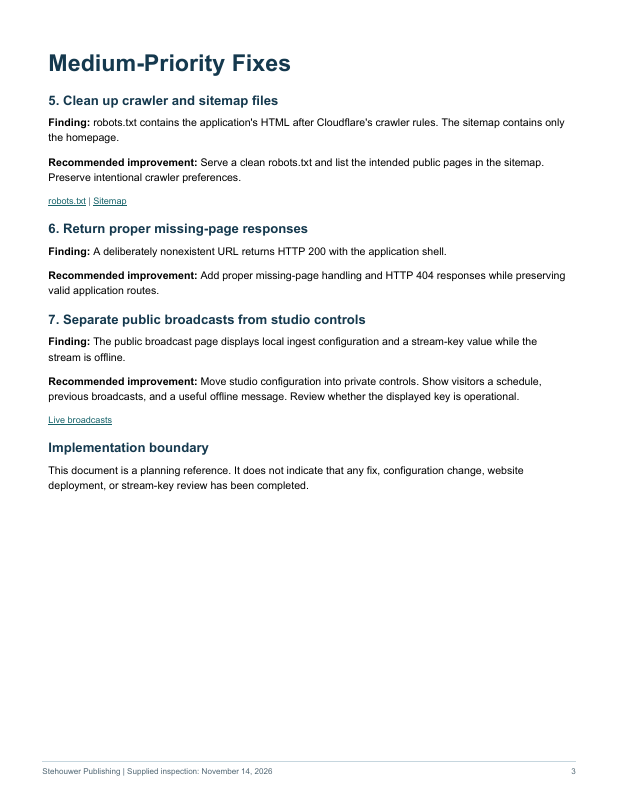 Medium-Priority Fixes
5. Clean up crawler and sitemap files
Finding: robots.txt contains the application's HTML after Cloudflare's crawler rules. The sitemap contains only
the homepage.
Recommended improvement: Serve a clean robots.txt and list the intended public pages in the sitemap.
Preserve intentional crawler preferences.
robots.txt | Sitemap
6. Return proper missing-page responses
Finding: A deliberately nonexistent URL returns HTTP 200 with the application shell.
Recommended improvement: Add proper missing-page handling and HTTP 404 responses while preserving
valid application routes.
7. Separate public broadcasts from studio controls
Finding: The public broadcast page displays local ingest configuration and a stream-key value while the
stream is offline.
Recommended improvement: Move studio configuration into private controls. Show visitors a schedule,
previous broadcasts, and a useful offline message. Review whether the displayed key is operational.
Live broadcasts
Implementation boundary
This document is a planning reference. It does not indicate that any fix, configuration change, website
deployment, or stream-key review has been completed.
Stehouwer Publishing | Supplied inspection: November 14, 2026 3